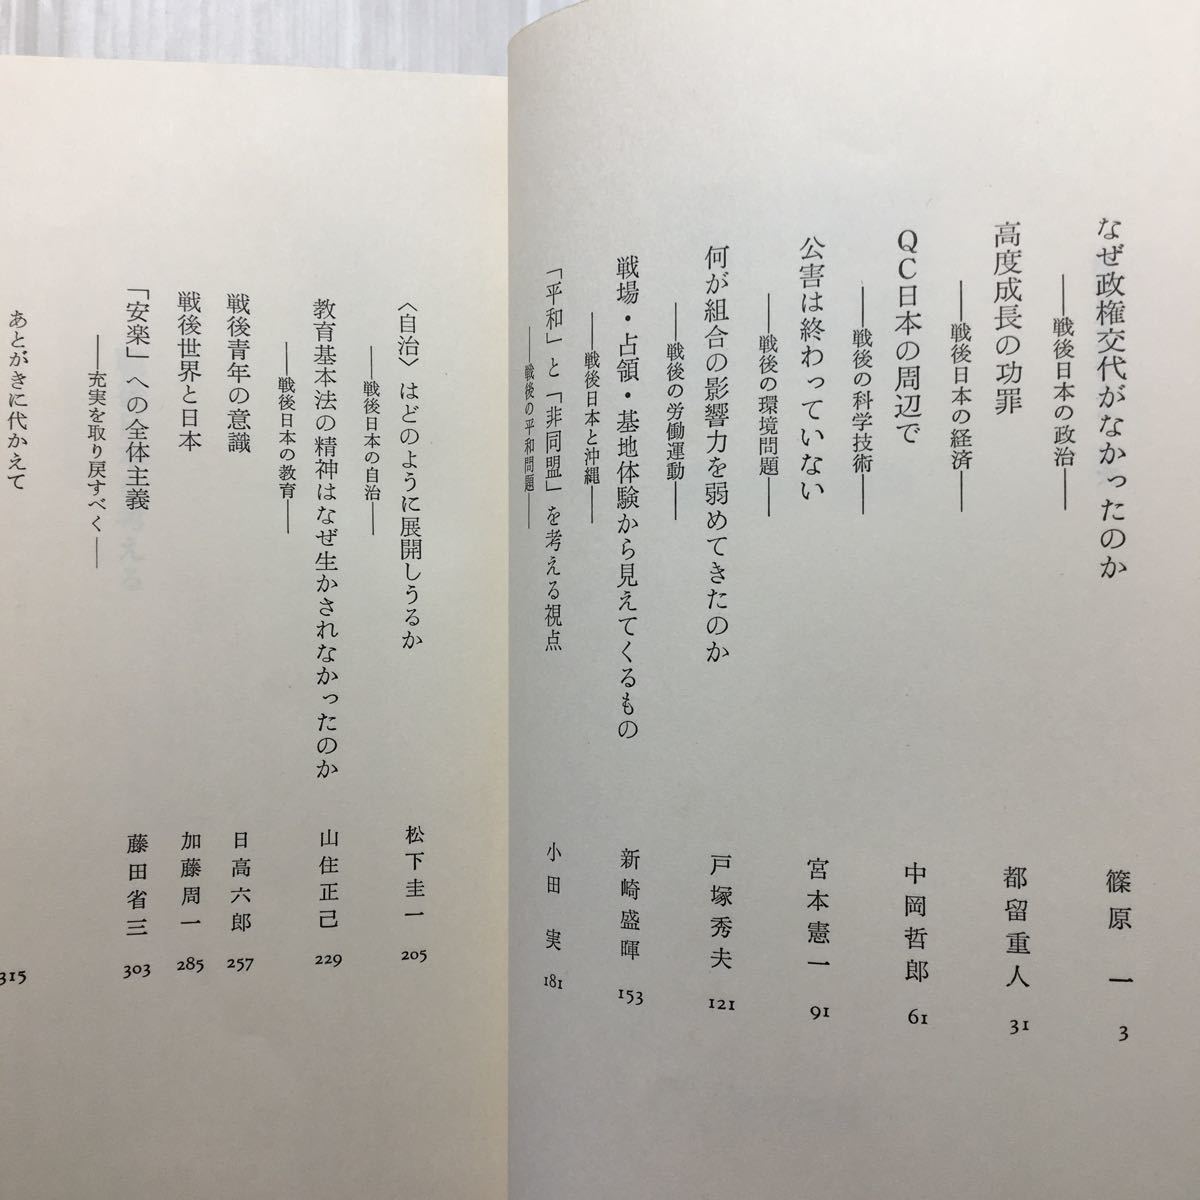 なぜ政権交代がなかったのか
――戦後日本の政治――
篠原 一 3
高度成長の功罪
――戦後日本の経済――
都留重人 31
QC日本の周辺で
――戦後の科学技術――
中岡哲郎 61
公害は終わっていない
――戦後の環境問題――
宮本憲一 91
何が組合の影響力を弱めてきたのか
――戦後の労働運動――
戸塚秀夫 121
戦場・占領・基地体験から見えてくるもの
――戦後日本と沖縄――
新崎盛暉 153
「平和」と「非同盟」を考える視点
――戦後の平和問題――
小田 実 181
〈自治〉はどのように展開しうるか
――戦後日本の自治――
松下圭一 205
教育基本法の精神はなぜ生かされなかったのか
――戦後日本の教育――
山住正己 229
戦後青年の意識
日高六郎 257
戦後世界と日本
加藤周一 285
「安楽」への全体主義
――充実を取り戻すべく――
藤田省三 303
あとがきに代かえて
315